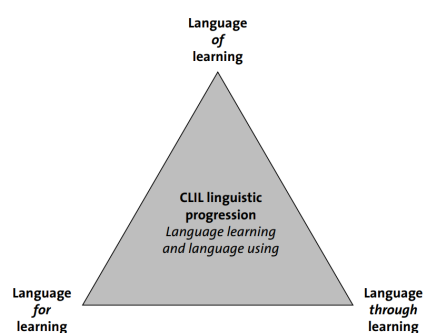 Language
of
learning
CLIL linguistic
progression
Language learning
and language using
Language
for
learning
Language
through
learning